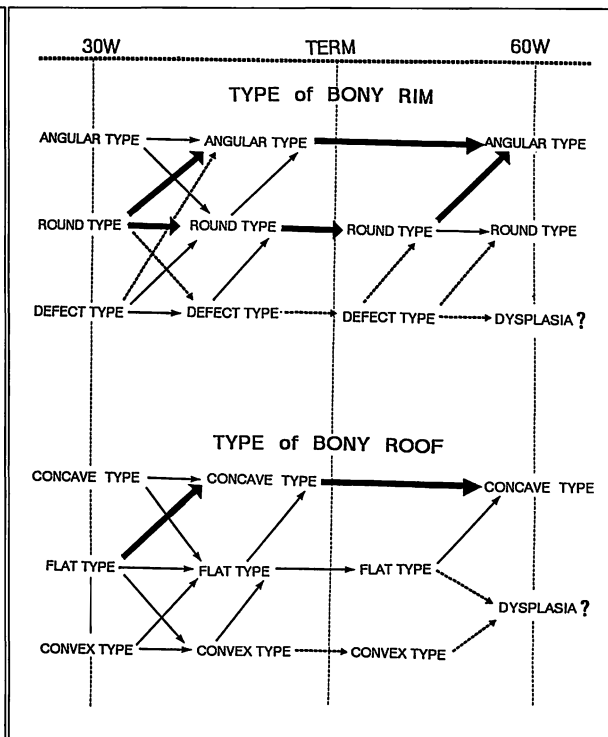 30W TERM 60W
TYPE of BONY RIM
ANGULAR TYPE ANGULAR TYPE ANGULAR TYPE
ROUND TYPE ROUND TYPE ROUND TYPE ROUND TYPE
DEFECT TYPE DEFECT TYPE DEFECT TYPE DYSPLASIA ?
TYPE of BONY ROOF
CONCAVE TYPE CONCAVE TYPE CONCAVE TYPE
FLAT TYPE FLAT TYPE FLAT TYPE
DYSPLASIA ?
CONVEX TYPE CONVEX TYPE CONVEX TYPE